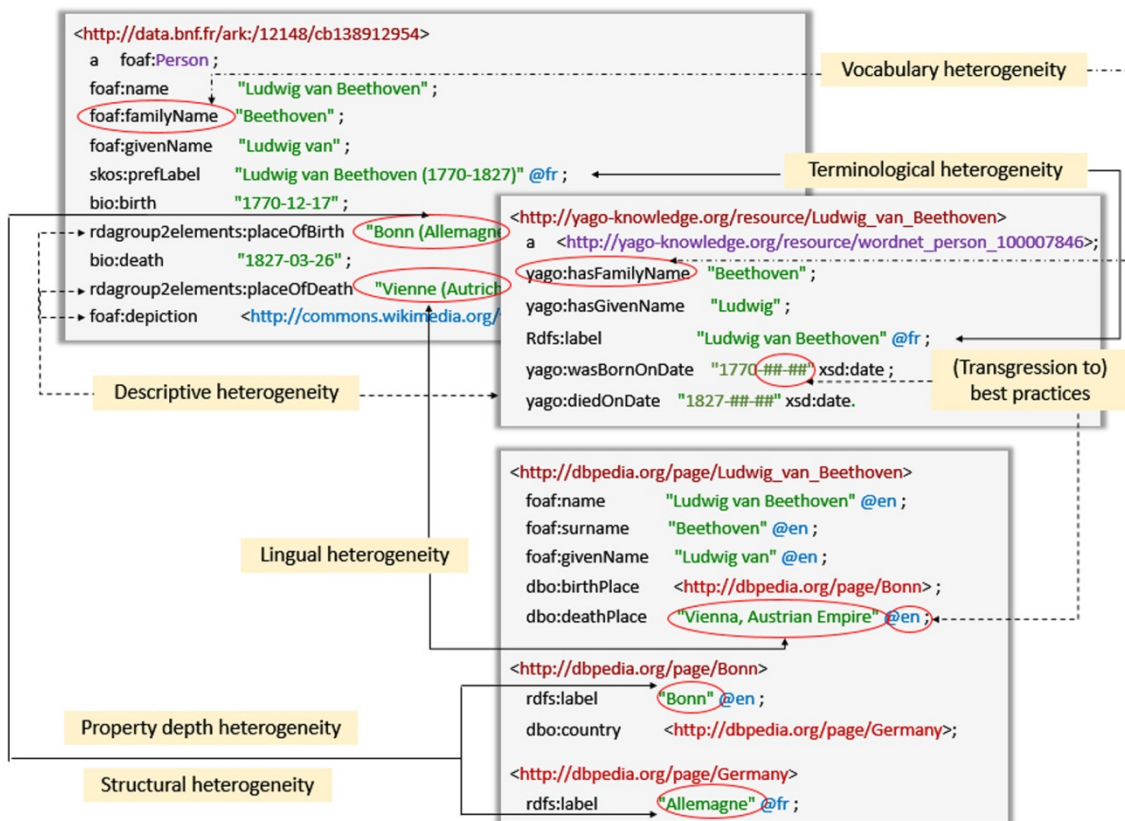 <http://data.bnf.fr/ark:/12148/cb138912954>
a foaf:Person ;
foaf:name "Ludwig van Beethoven" ;
foaf:familyName "Beethoven" ;
foaf:givenName "Ludwig van" ;
skos:prefLabel "Ludwig van Beethoven (1770-1827)" @fr ;
bio:birth "1770-12-17" ;
rdagroup2elements:placeOfBirth "Bonn (Allemagne
bio:death "1827-03-26" ;
rdagroup2elements:placeOfDeath "Vienne (Autrich
foaf:depiction <http://commons.wikimedia.org/
Vocabulary heterogeneity
Terminological heterogeneity
<http://yago-knowledge.org/resource/Ludwig_van_Beethoven>
a <http://yago-knowledge.org/resource/wordnet_person_100007846>;
yago:hasFamilyName "Beethoven" ;
yago:hasGivenName "Ludwig" ;
Rdfs:label "Ludwig van Beethoven" @fr ;
yago:wasBornOnDate "1770-##-##" xsd:date ;
yago:diedOnDate "1827-##-##" xsd:date.
(Transgression to)
best practices
Descriptive heterogeneity
<http://dbpedia.org/page/Ludwig_van_Beethoven>
foaf:name "Ludwig van Beethoven" @en ;
foaf:surname "Beethoven" @en ;
foaf:givenName "Ludwig van" @en ;
dbo:birthPlace <http://dbpedia.org/page/Bonn> ;
dbo:deathPlace "Vienna, Austrian Empire" @en ;
Lingual heterogeneity
<http://dbpedia.org/page/Bonn>
rdfs:label "Bonn" @en ;
dbo:country <http://dbpedia.org/page/Germany>;
<http://dbpedia.org/page/Germany>
rdfs:label "Allemagne" @fr ;
Property depth heterogeneity
Structural heterogeneity